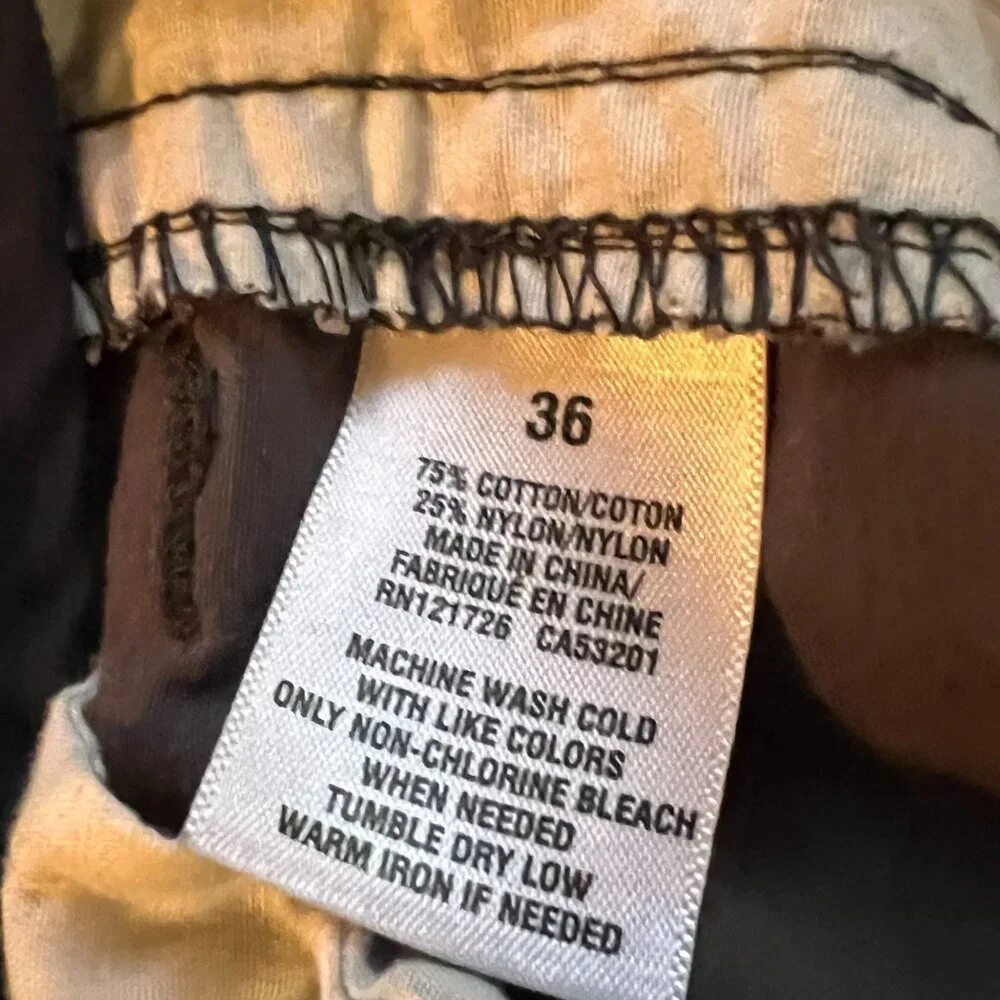 36
75% COTTON/COTON
25% NYLON/NYLON
MADE IN CHINA/
FABRIQUE EN CHINE
RN121726 CA53201
MACHINE WASH COLD
WITH LIKE COLORS
ONLY NON-CHLORINE BLEACH
WHEN NEEDED
TUMBLE DRY LOW
WARM IRON IF NEEDED